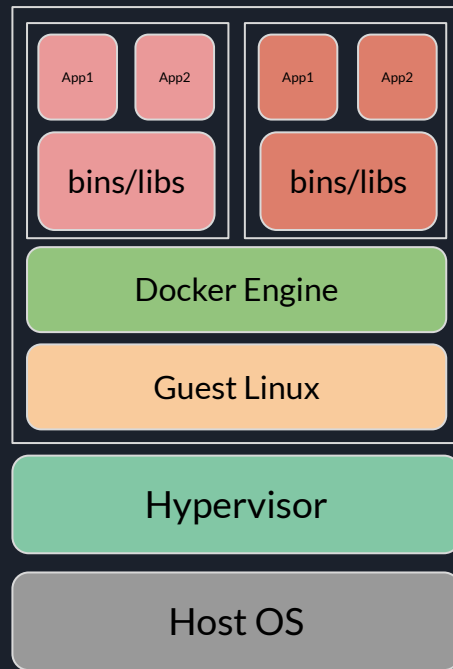 App1
App2
App1
App2
bins/libs
bins/libs
Docker Engine
Guest Linux
Hypervisor
Host OS